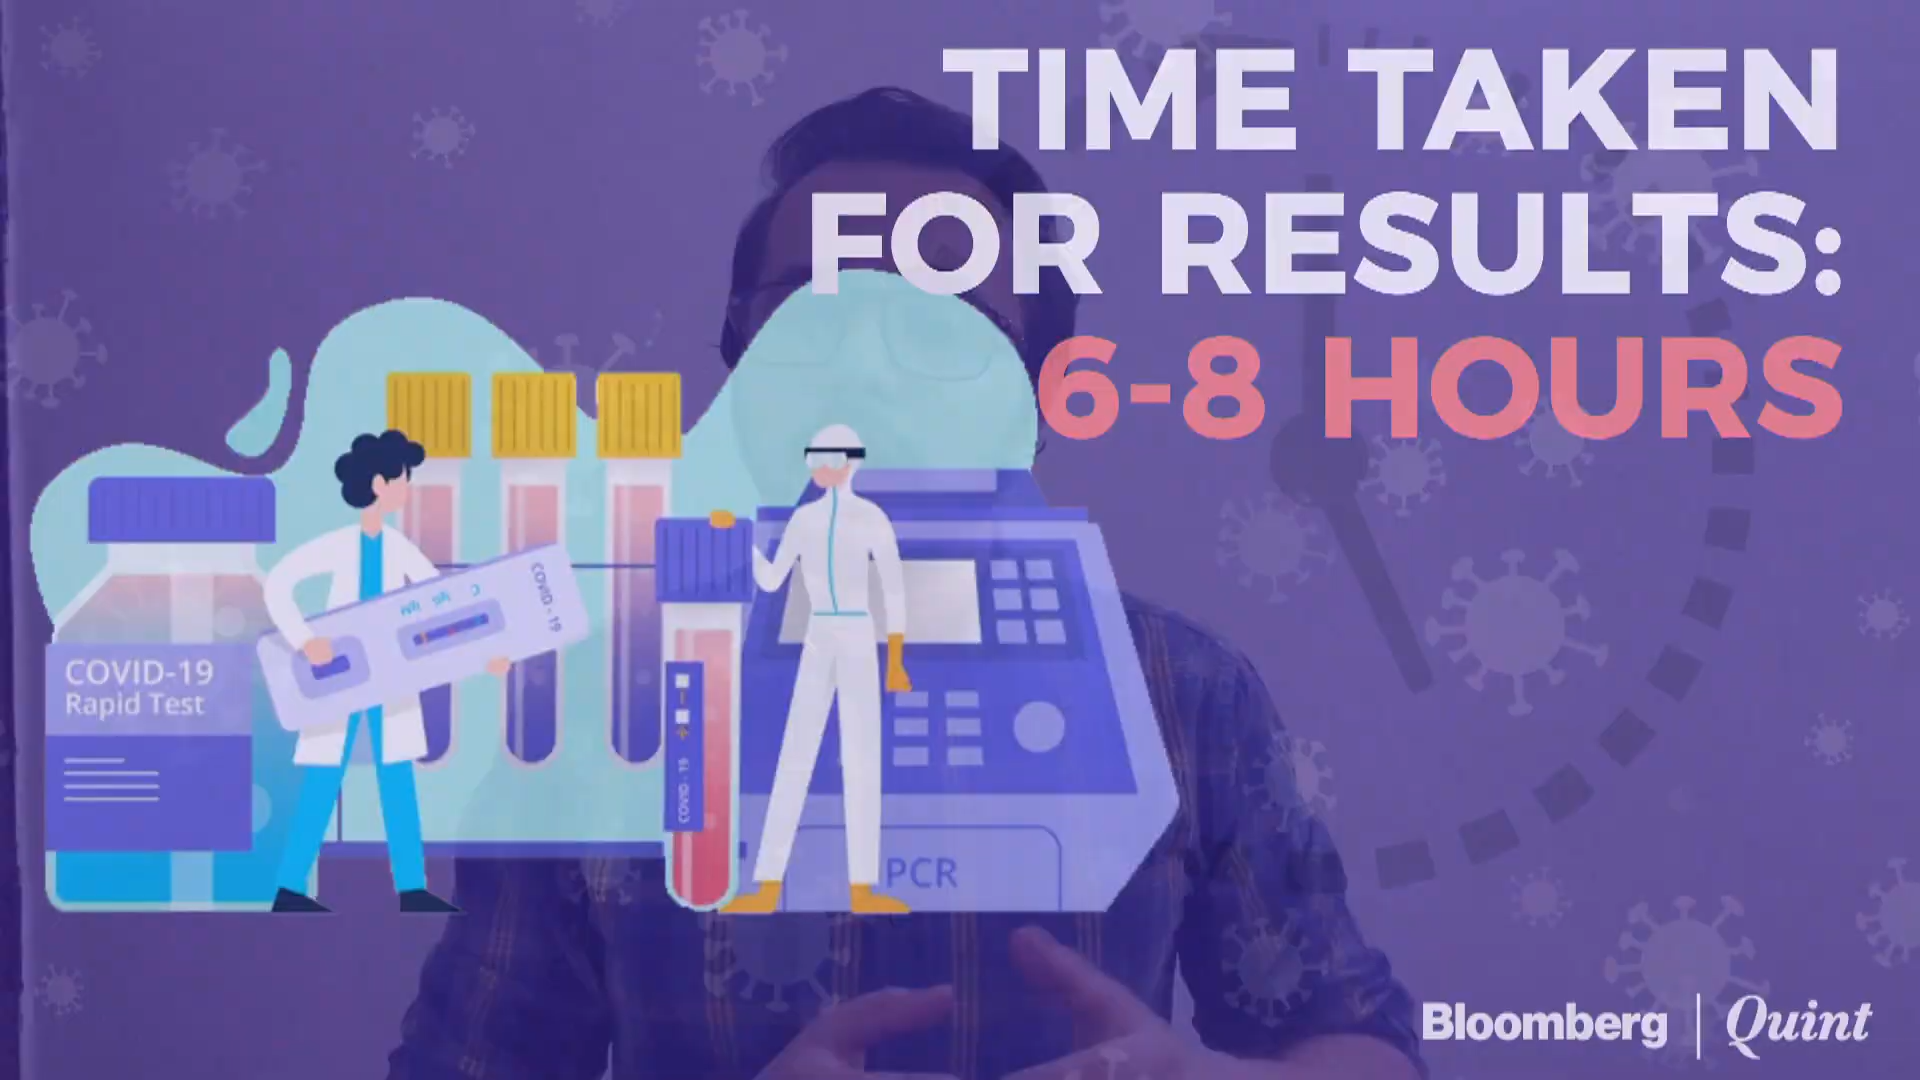 TIME TAKEN
FOR RESULTS:
6-8 HOURS
COVID-19
Rapid Test
COVID - 19
C
COVID - 19
PCR
Bloomberg | Quint